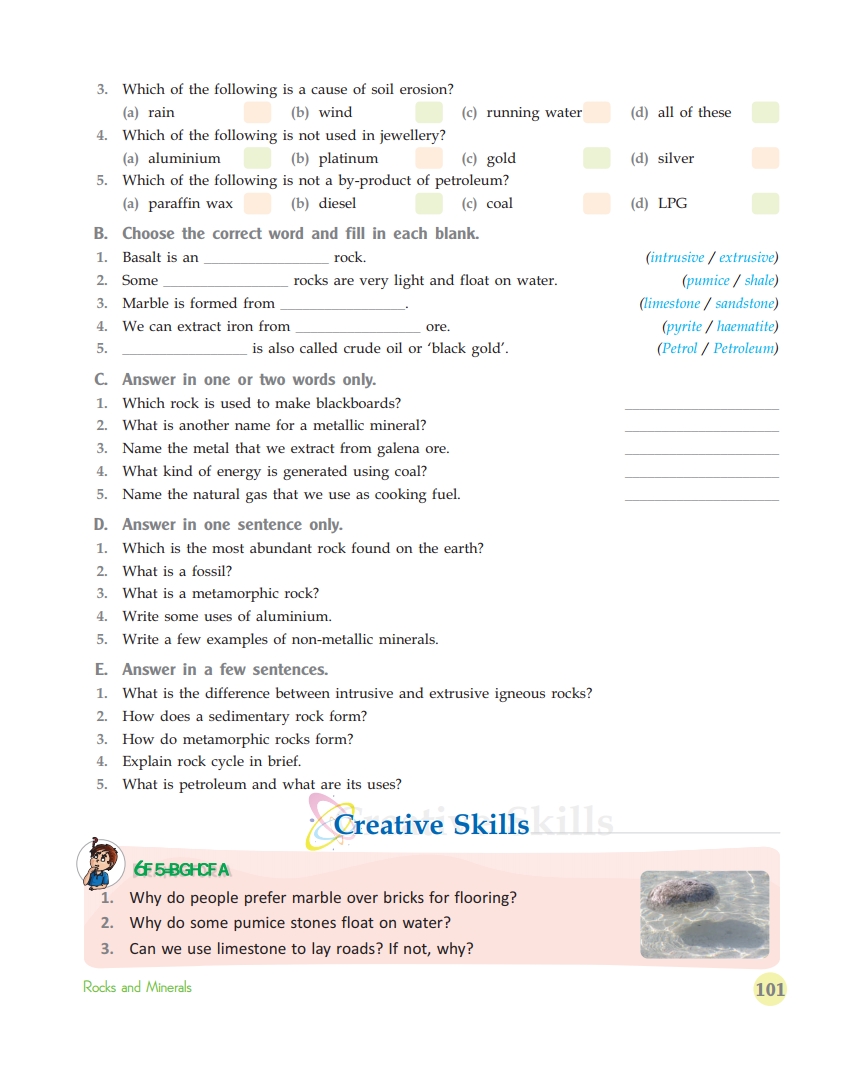 3. Which of the following is a cause of soil erosion?
(a) rain (b) wind (c) running water (d) all of these
4. Which of the following is not used in jewellery?
(a) aluminium (b) platinum (c) gold (d) silver
5. Which of the following is not a by-product of petroleum?
(a) paraffin wax (b) diesel (c) coal (d) LPG
B. Choose the correct word and fill in each blank.
1. Basalt is an ________________ rock. (intrusive / extrusive)
2. Some ________________ rocks are very light and float on water. (pumice / shale)
3. Marble is formed from ________________. (limestone / sandstone)
4. We can extract iron from ________________ ore. (pyrite / haematite)
5. ________________ is also called crude oil or ‘black gold’. (Petrol / Petroleum)
C. Answer in one or two words only.
1. Which rock is used to make blackboards? ____________________
2. What is another name for a metallic mineral? ____________________
3. Name the metal that we extract from galena ore. ____________________
4. What kind of energy is generated using coal? ____________________
5. Name the natural gas that we use as cooking fuel. ____________________
D. Answer in one sentence only.
1. Which is the most abundant rock found on the earth?
2. What is a fossil?
3. What is a metamorphic rock?
4. Write some uses of aluminium.
5. Write a few examples of non-metallic minerals.
E. Answer in a few sentences.
1. What is the difference between intrusive and extrusive igneous rocks?
2. How does a sedimentary rock form?
3. How do metamorphic rocks form?
4. Explain rock cycle in brief.
5. What is petroleum and what are its uses?
Creative Skills
1. Why do people prefer marble over bricks for flooring?
2. Why do some pumice stones float on water?
3. Can we use limestone to lay roads? If not, why?
Rocks and Minerals 101